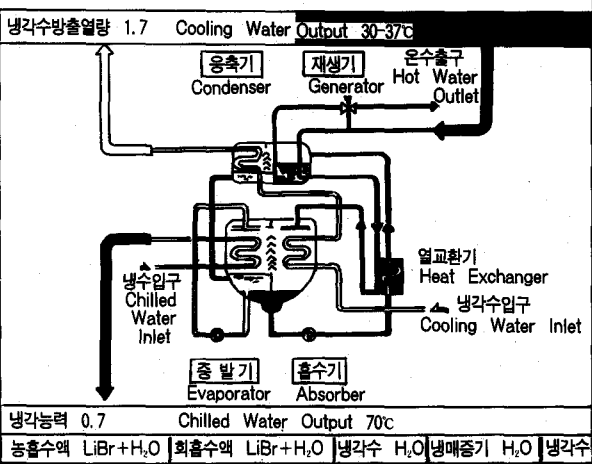 냉각수방출열량 1.7 Cooling Water Output 30-37℃
응축기 재생기 온수출구
Condenser Generator Hot Water Outlet
열교환기
Heat Exchanger
냉수입구
Chilled Water Inlet
냉각수입구
Cooling Water Inlet
증발기 흡수기
Evaporator Absorber
냉각능력 0.7 Chilled Water Output 70℃
농흡수액 LiBr+H₂O 희흡수액 LiBr+H₂O 냉각수 H₂O 냉매증기 H₂O 냉각수